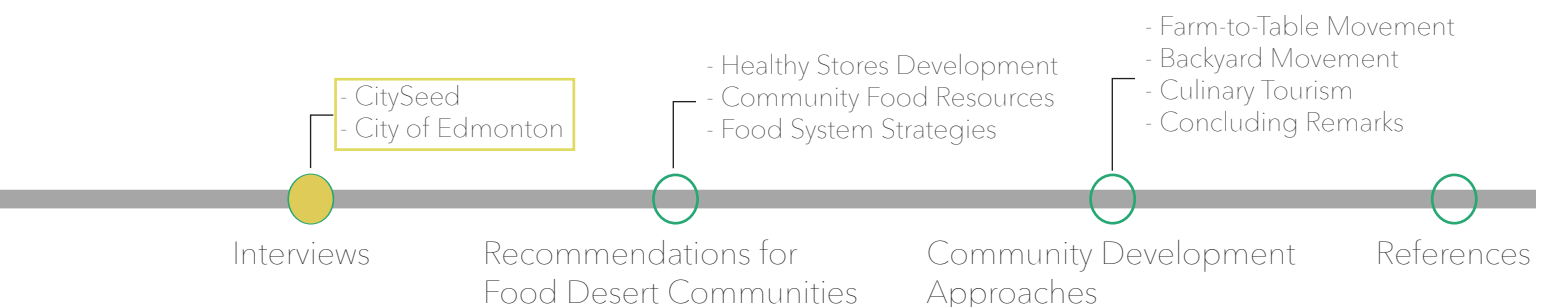 - CitySeed
- City of Edmonton
Interviews
- Healthy Stores Development
- Community Food Resources
- Food System Strategies
Recommendations for
Food Desert Communities
- Farm-to-Table Movement
- Backyard Movement
- Culinary Tourism
- Concluding Remarks
Community Development
Approaches
References